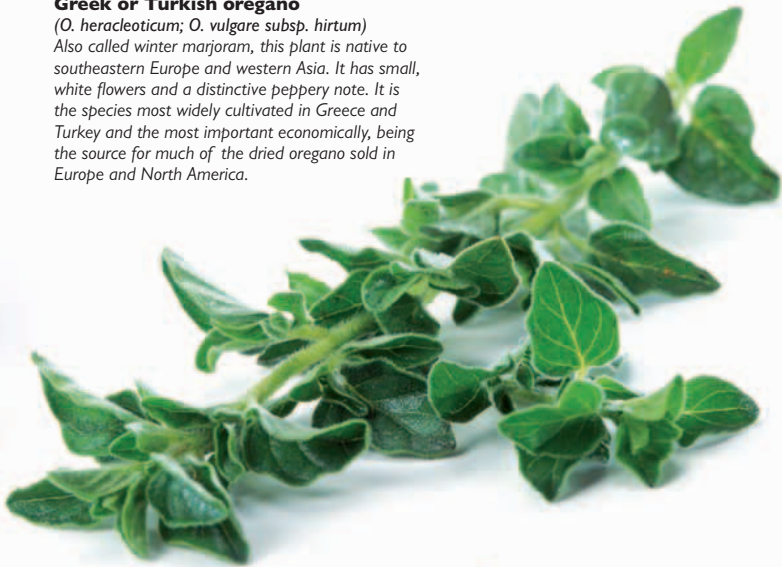 Greek or Turkish oregano
(O. heracleoticum; O. vulgare subsp. hirtum)
Also called winter marjoram, this plant is native to
southeastern Europe and western Asia. It has small,
white flowers and a distinctive peppery note. It is
the species most widely cultivated in Greece and
Turkey and the most important economically, being
the source for much of the dried oregano sold in
Europe and North America.